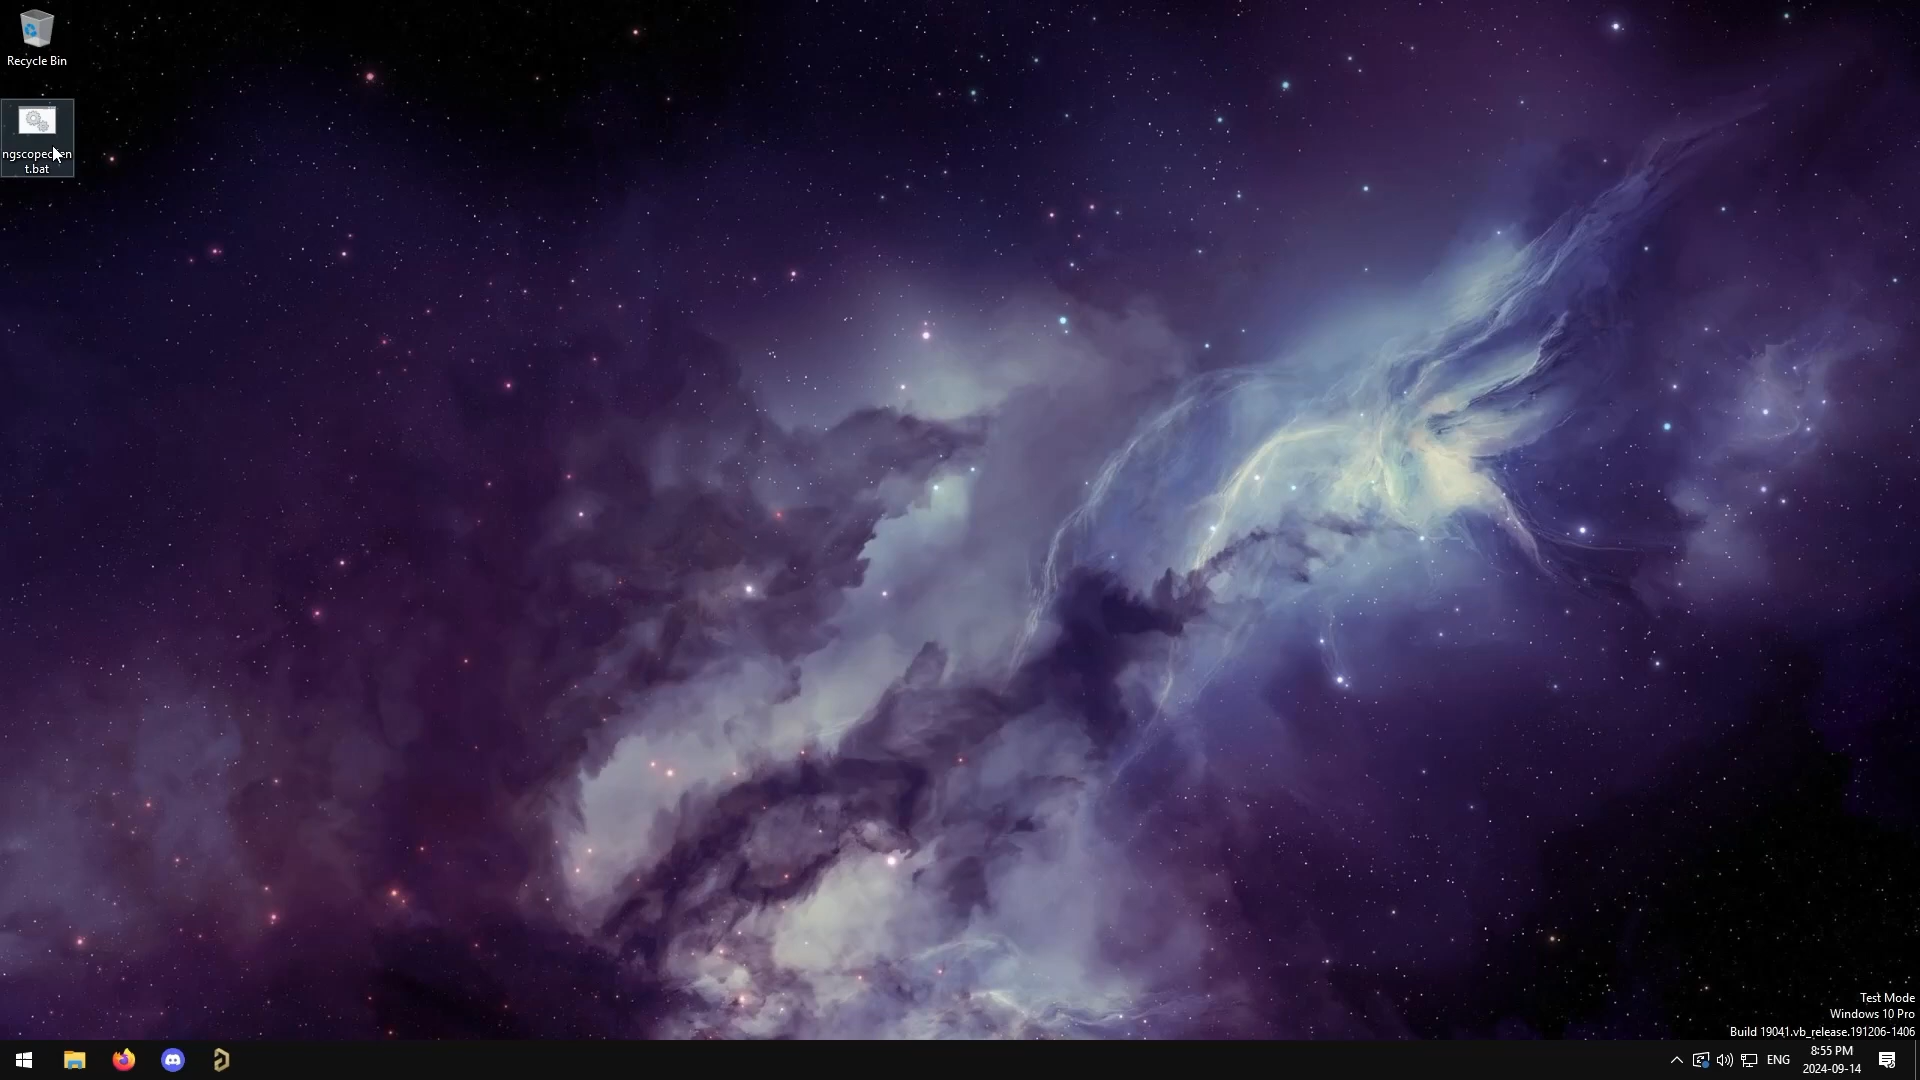 Recycle Bin
t.bat
Test Mode
Windows 10 Pro
Build 19041.vb_release.191206-1406
ENG
8:55 PM
2024-09-14